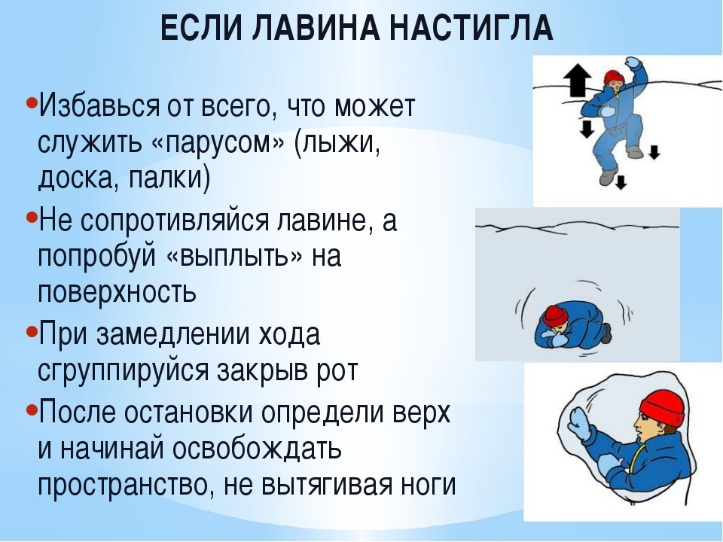 ЕСЛИ ЛАВИНА НАСТИГЛА
•Избавься от всего, что может
служить «парусом» (лыжи,
доска, палки)
•Не сопротивляйся лавине, а
попробуй «выплыть» на
поверхность
•При замедлении хода
сгруппируйся закрыв рот
•После остановки определи верх
и начинай освобождать
пространство, не вытягивая ноги